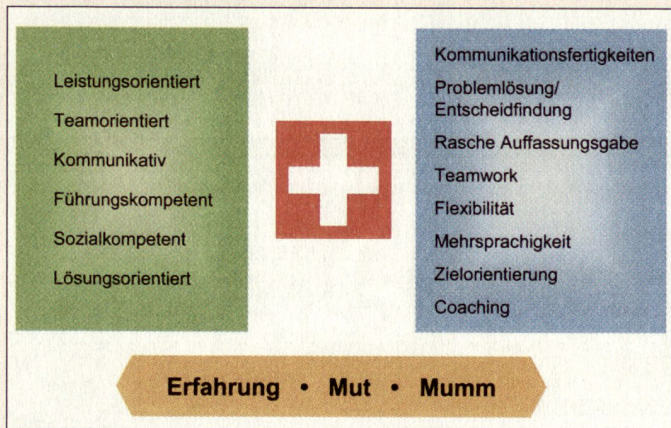 Leistungsorientiert
Teamorientiert
Kommunikativ
Führungskompetent
Sozialkompetent
Lösungsorientiert
Kommunikationsfertigkeiten
Problemlösung/
Entscheidfindung
Rasche Auffassungsgabe
Teamwork
Flexibilität
Mehrsprachigkeit
Zielorientierung
Coaching
Erfahrung • Mut • Mumm